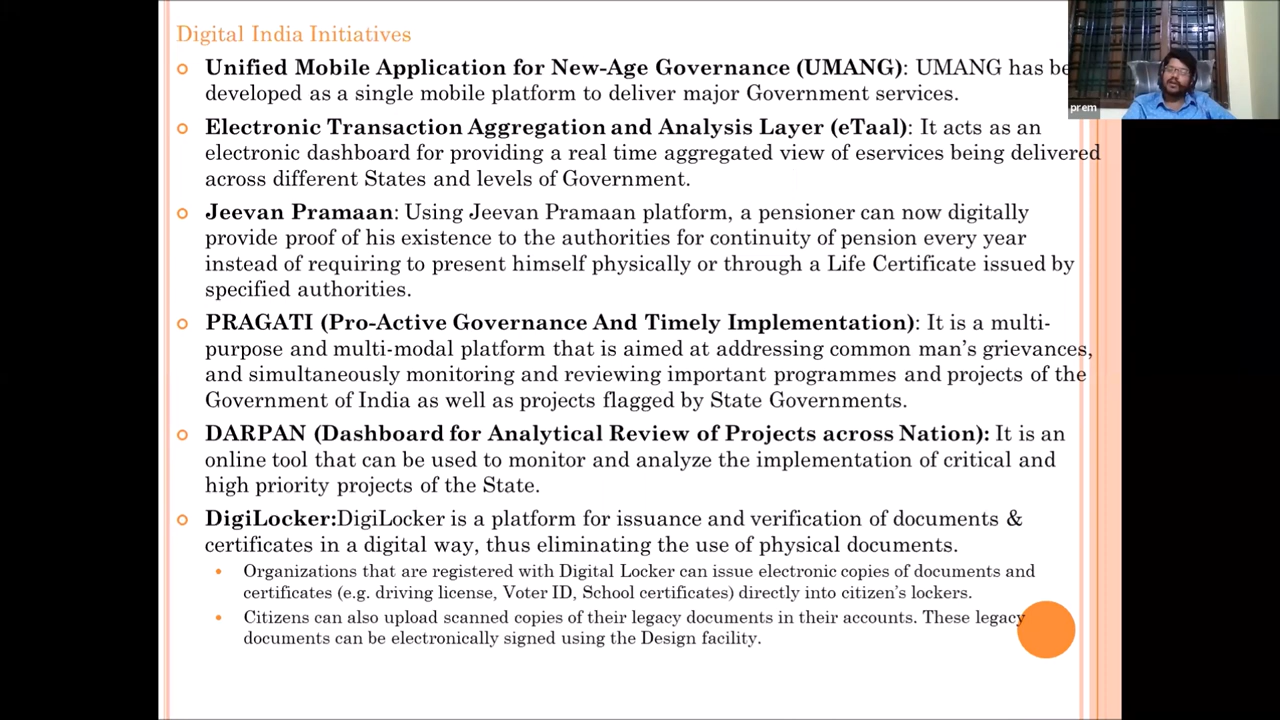 Digital India Initiatives
Unified Mobile Application for New-Age Governance (UMANG): UMANG has be
developed as a single mobile platform to deliver major Government services.
prem
Electronic Transaction Aggregation and Analysis Layer (eTaal): It acts as an
electronic dashboard for providing a real time aggregated view of eservices being delivered
across different States and levels of Government.
Jeevan Pramaan: Using Jeevan Pramaan platform, a pensioner can now digitally
provide proof of his existence to the authorities for continuity of pension every year
instead of requiring to present himself physically or through a Life Certificate issued by
specified authorities.
PRAGATI (Pro-Active Governance And Timely Implementation): It is a multi-
purpose and multi-modal platform that is aimed at addressing common man’s grievances,
and simultaneously monitoring and reviewing important programmes and projects of the
Government of India as well as projects flagged by State Governments.
DARPAN (Dashboard for Analytical Review of Projects across Nation): It is an
online tool that can be used to monitor and analyze the implementation of critical and
high priority projects of the State.
DigiLocker:DigiLocker is a platform for issuance and verification of documents &
certificates in a digital way, thus eliminating the use of physical documents.
Organizations that are registered with Digital Locker can issue electronic copies of documents and
certificates (e.g. driving license, Voter ID, School certificates) directly into citizen’s lockers.
Citizens can also upload scanned copies of their legacy documents in their accounts. These legacy
documents can be electronically signed using the Design facility.